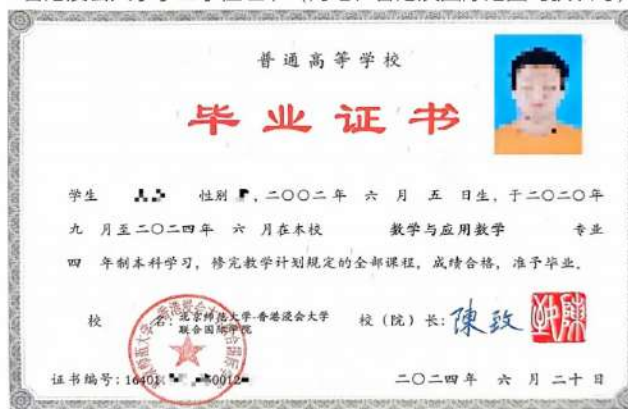 普通高等学校
毕业证书
学生 性别 ，二〇〇二年 六 月 五 日生，于二〇二〇年
九 月至二〇二四年 六 月在本校 数学与应用数学 专业
四 年制本科学习，修完教学计划规定的全部课程，成绩合格，准予毕业。
校 名：北京师范大学-香港浸会大学
联合国际学院
校（院）长：陳致
证书编号：16401
二〇二四年 六 月 二十 日